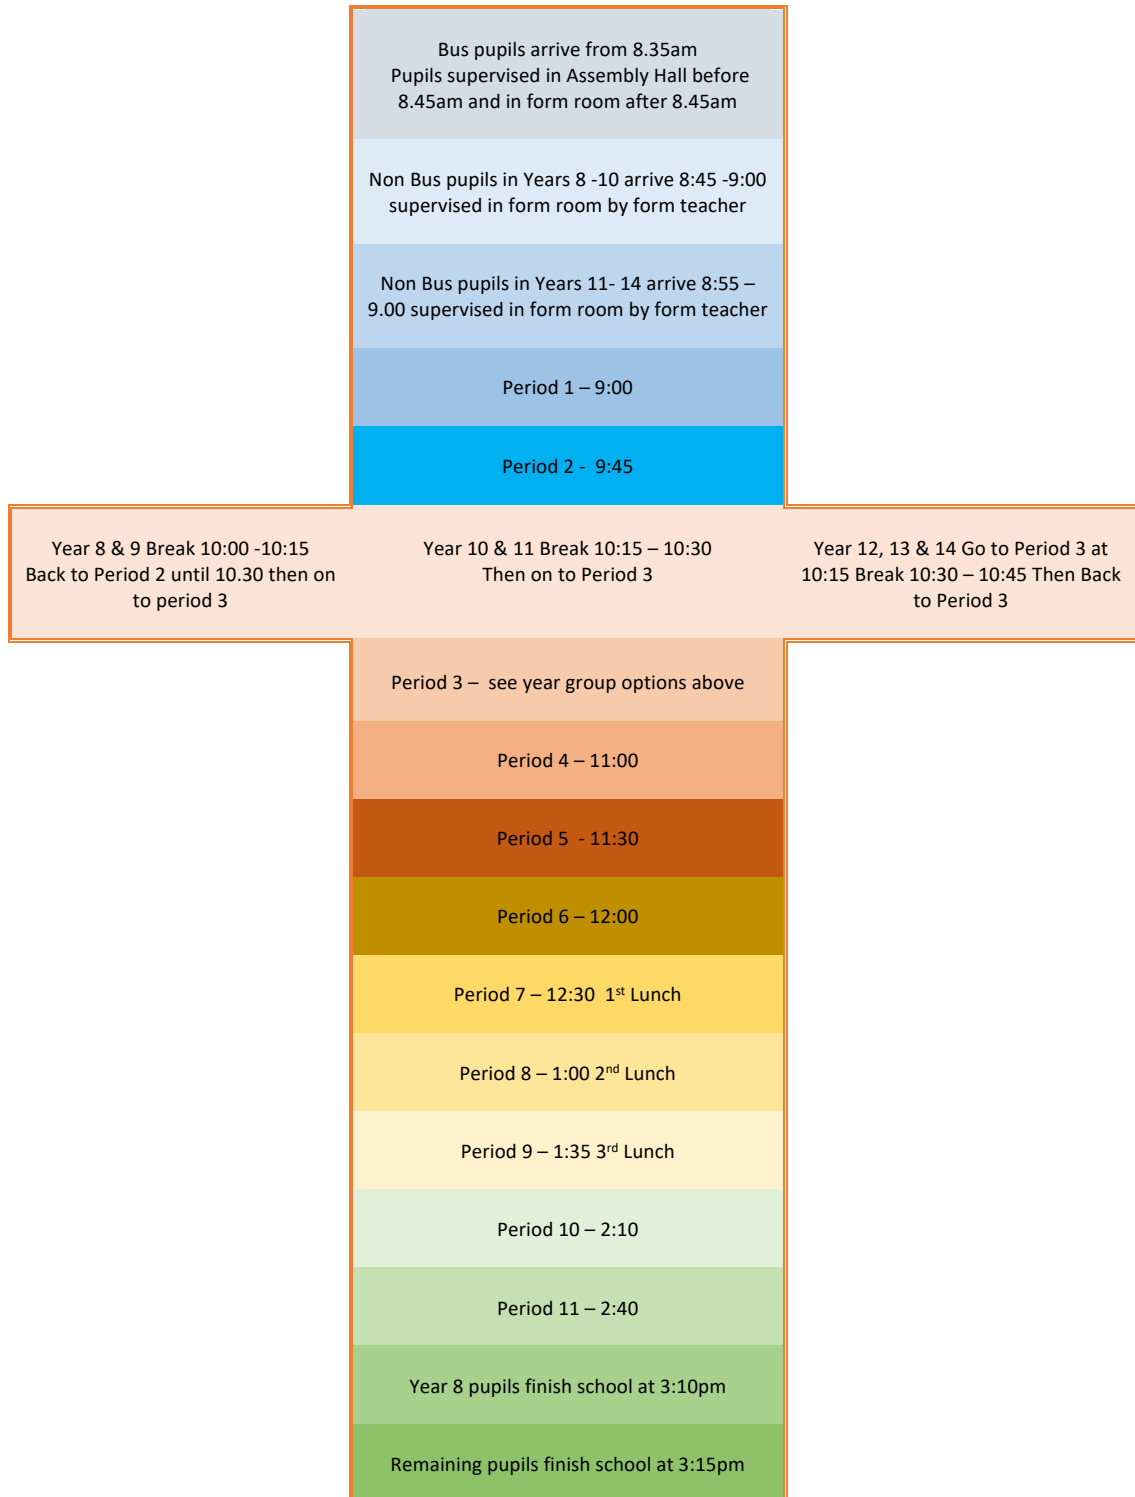 Bus pupils arrive from 8.35am
Pupils supervised in Assembly Hall before
8.45am and in form room after 8.45am
Non Bus pupils in Years 8 -10 arrive 8:45 -9:00
supervised in form room by form teacher
Non Bus pupils in Years 11- 14 arrive 8:55 –
9.00 supervised in form room by form teacher
Period 1 – 9:00
Period 2 -  9:45
Year 8 & 9 Break 10:00 -10:15
Back to Period 2 until 10.30 then on
to period 3
Year 10 & 11 Break 10:15 – 10:30
Then on to Period 3
Year 12, 13 & 14 Go to Period 3 at
10:15 Break 10:30 – 10:45 Then Back
to Period 3
Period 3 –  see year group options above
Period 4 – 11:00
Period 5  - 11:30
Period 6 – 12:00
Period 7 – 12:30  1st Lunch
Period 8 – 1:00 2nd Lunch
Period 9 – 1:35 3rd Lunch
Period 10 – 2:10
Period 11 – 2:40
Year 8 pupils finish school at 3:10pm
Remaining pupils finish school at 3:15pm